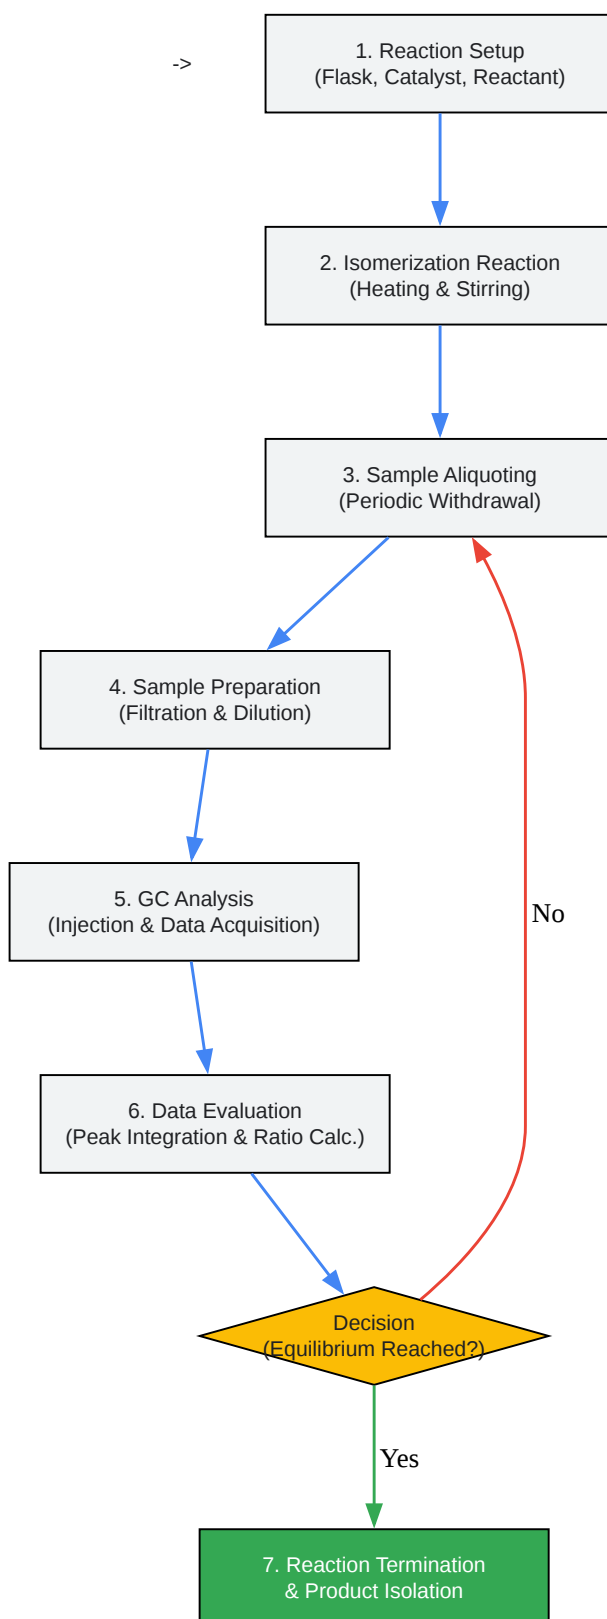 ->
1. Reaction Setup
(Flask, Catalyst, Reactant)
2. Isomerization Reaction
(Heating & Stirring)
3. Sample Aliquoting
(Periodic Withdrawal)
4. Sample Preparation
(Filtration & Dilution)
5. GC Analysis
(Injection & Data Acquisition)
No
6. Data Evaluation
(Peak Integration & Ratio Calc.)
Decision
(Equilibrium Reached?)
Yes
7. Reaction Termination
& Product Isolation